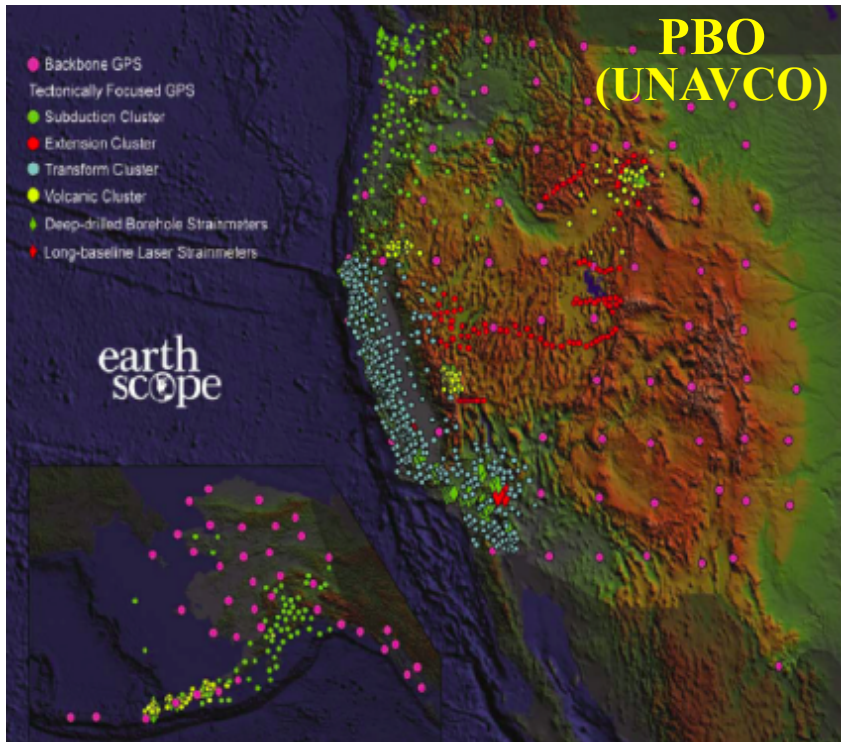 PBO
(UNAVCO)
Backbone GPS
Tectonically Focused GPS
Subduction Cluster
Extension Cluster
Transform Cluster
Volcanic Cluster
Deep-drilled Borehole Strainmeters
Long-baseline Laser Strainmeters
earth
scope